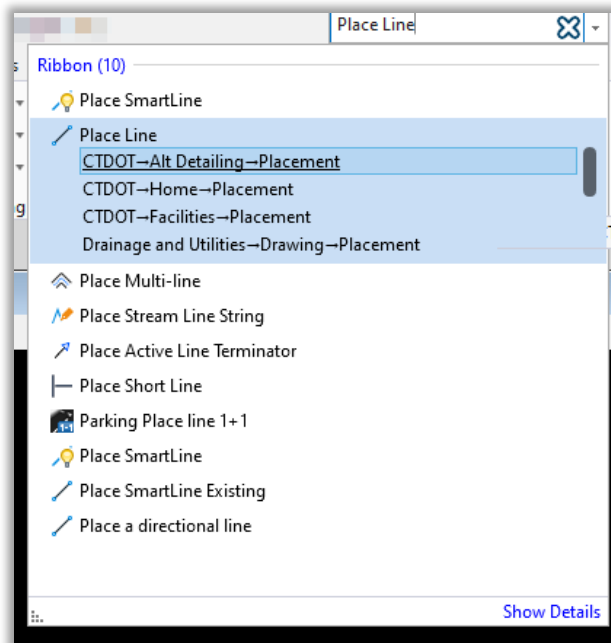 Place Line
s
Ribbon (10)
Place SmartLine
Place Line
CTDOT→Alt Detailing→Placement
CTDOT→Home→Placement
CTDOT→Facilities→Placement
g
Drainage and Utilities→Drawing→Placement
Place Multi-line
Place Stream Line String
Place Active Line Terminator
Place Short Line
Parking Place line 1+1
Place SmartLine
Place SmartLine Existing
Place a directional line
Show Details